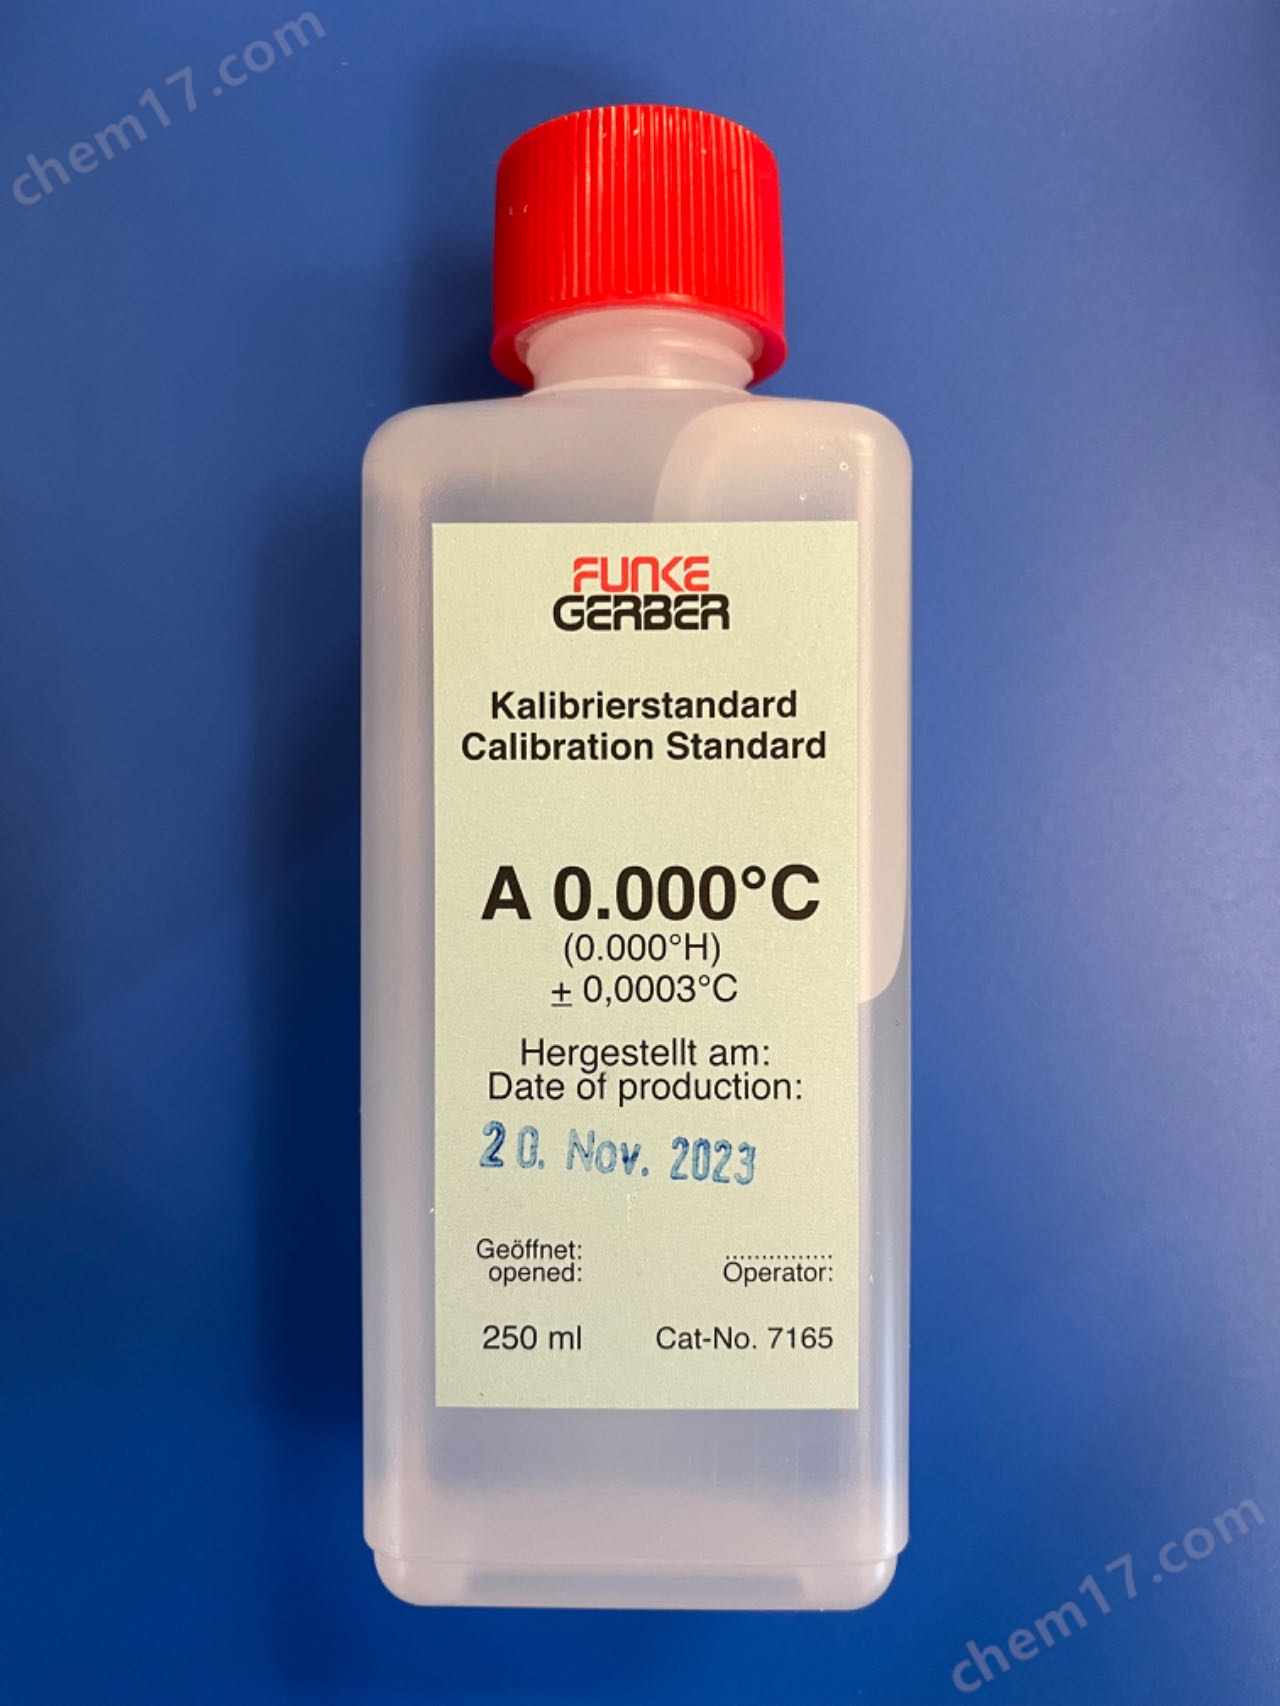 chem17.com
FUNKE
GERBER
Kalibrierstandard
Calibration Standard
A 0.000°C
(0.000°H)
± 0,0003°C
Hergestellt am:
Date of production:
20. Nov. 2023
Geöffnet: ...............
opened: Operator:
250 ml Cat-No. 7165
chem17.com